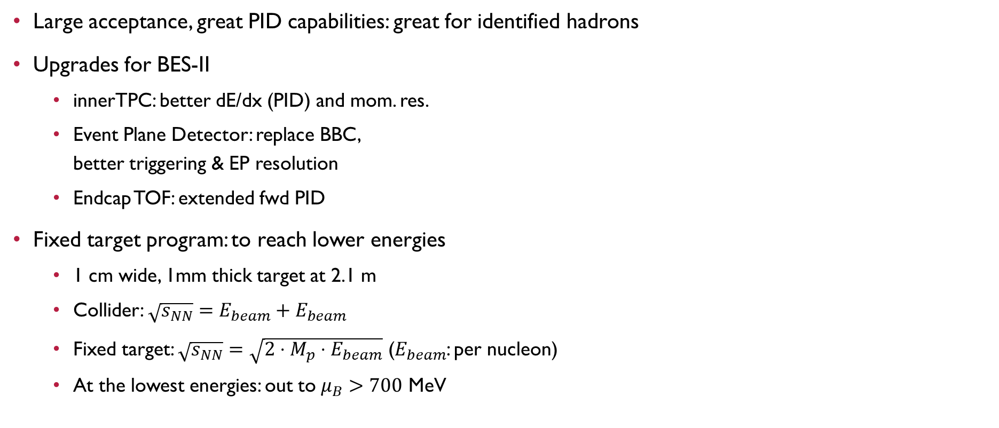 • Large acceptance, great PID capabilities: great for identified hadrons
• Upgrades for BES-II
• innerTPC: better dE/dx (PID) and mom. res.
• Event Plane Detector: replace BBC,
better triggering & EP resolution
• Endcap TOF: extended fwd PID
• Fixed target program: to reach lower energies
• 1 cm wide, 1mm thick target at 2.1 m
• Collider: √s_NN = E_beam + E_beam
• Fixed target: √s_NN = √(2 · M_p · E_beam) (E_beam: per nucleon)
• At the lowest energies: out to μ_B > 700 MeV